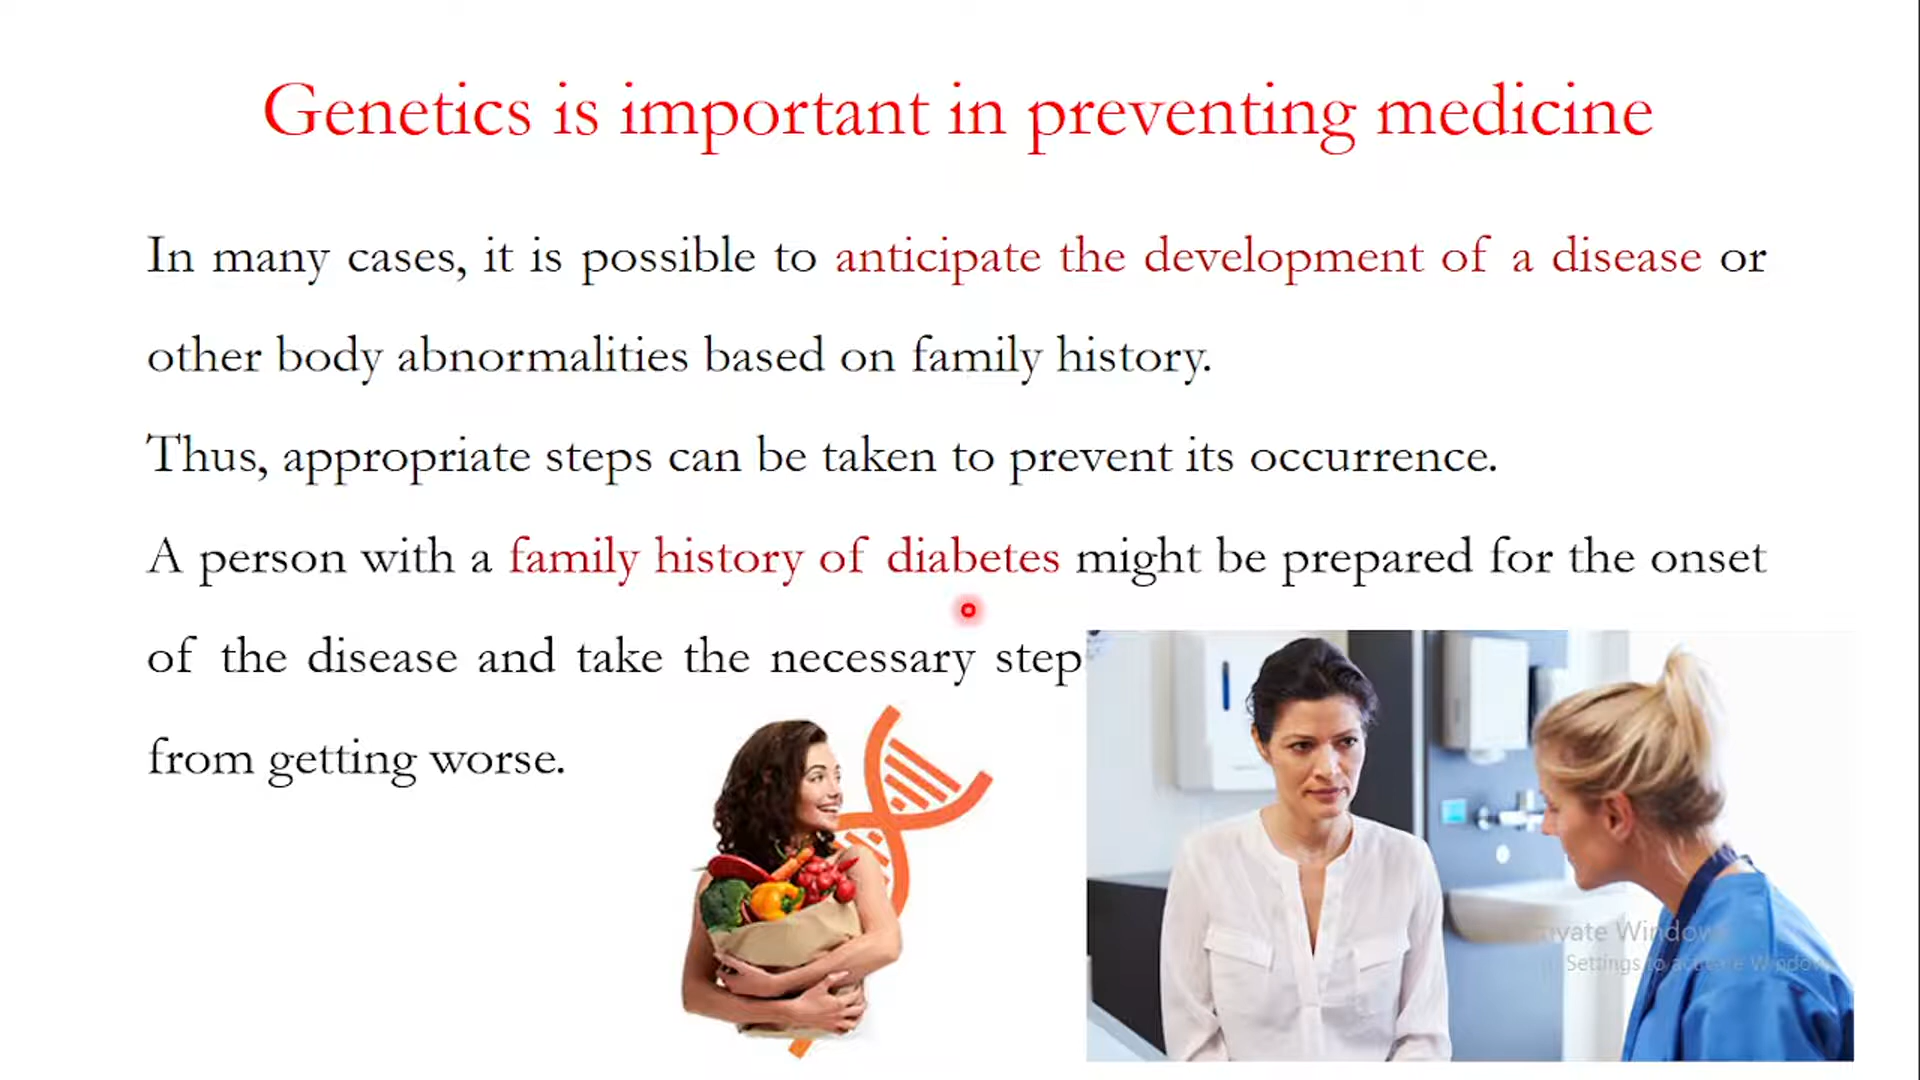 Genetics is important in preventing medicine
In many cases, it is possible to anticipate the development of a disease or
other body abnormalities based on family history.
Thus, appropriate steps can be taken to prevent its occurrence.
A person with a family history of diabetes might be prepared for the onset
of the disease and take the necessary step
from getting worse.
vate Windows
Settings to activate Windows